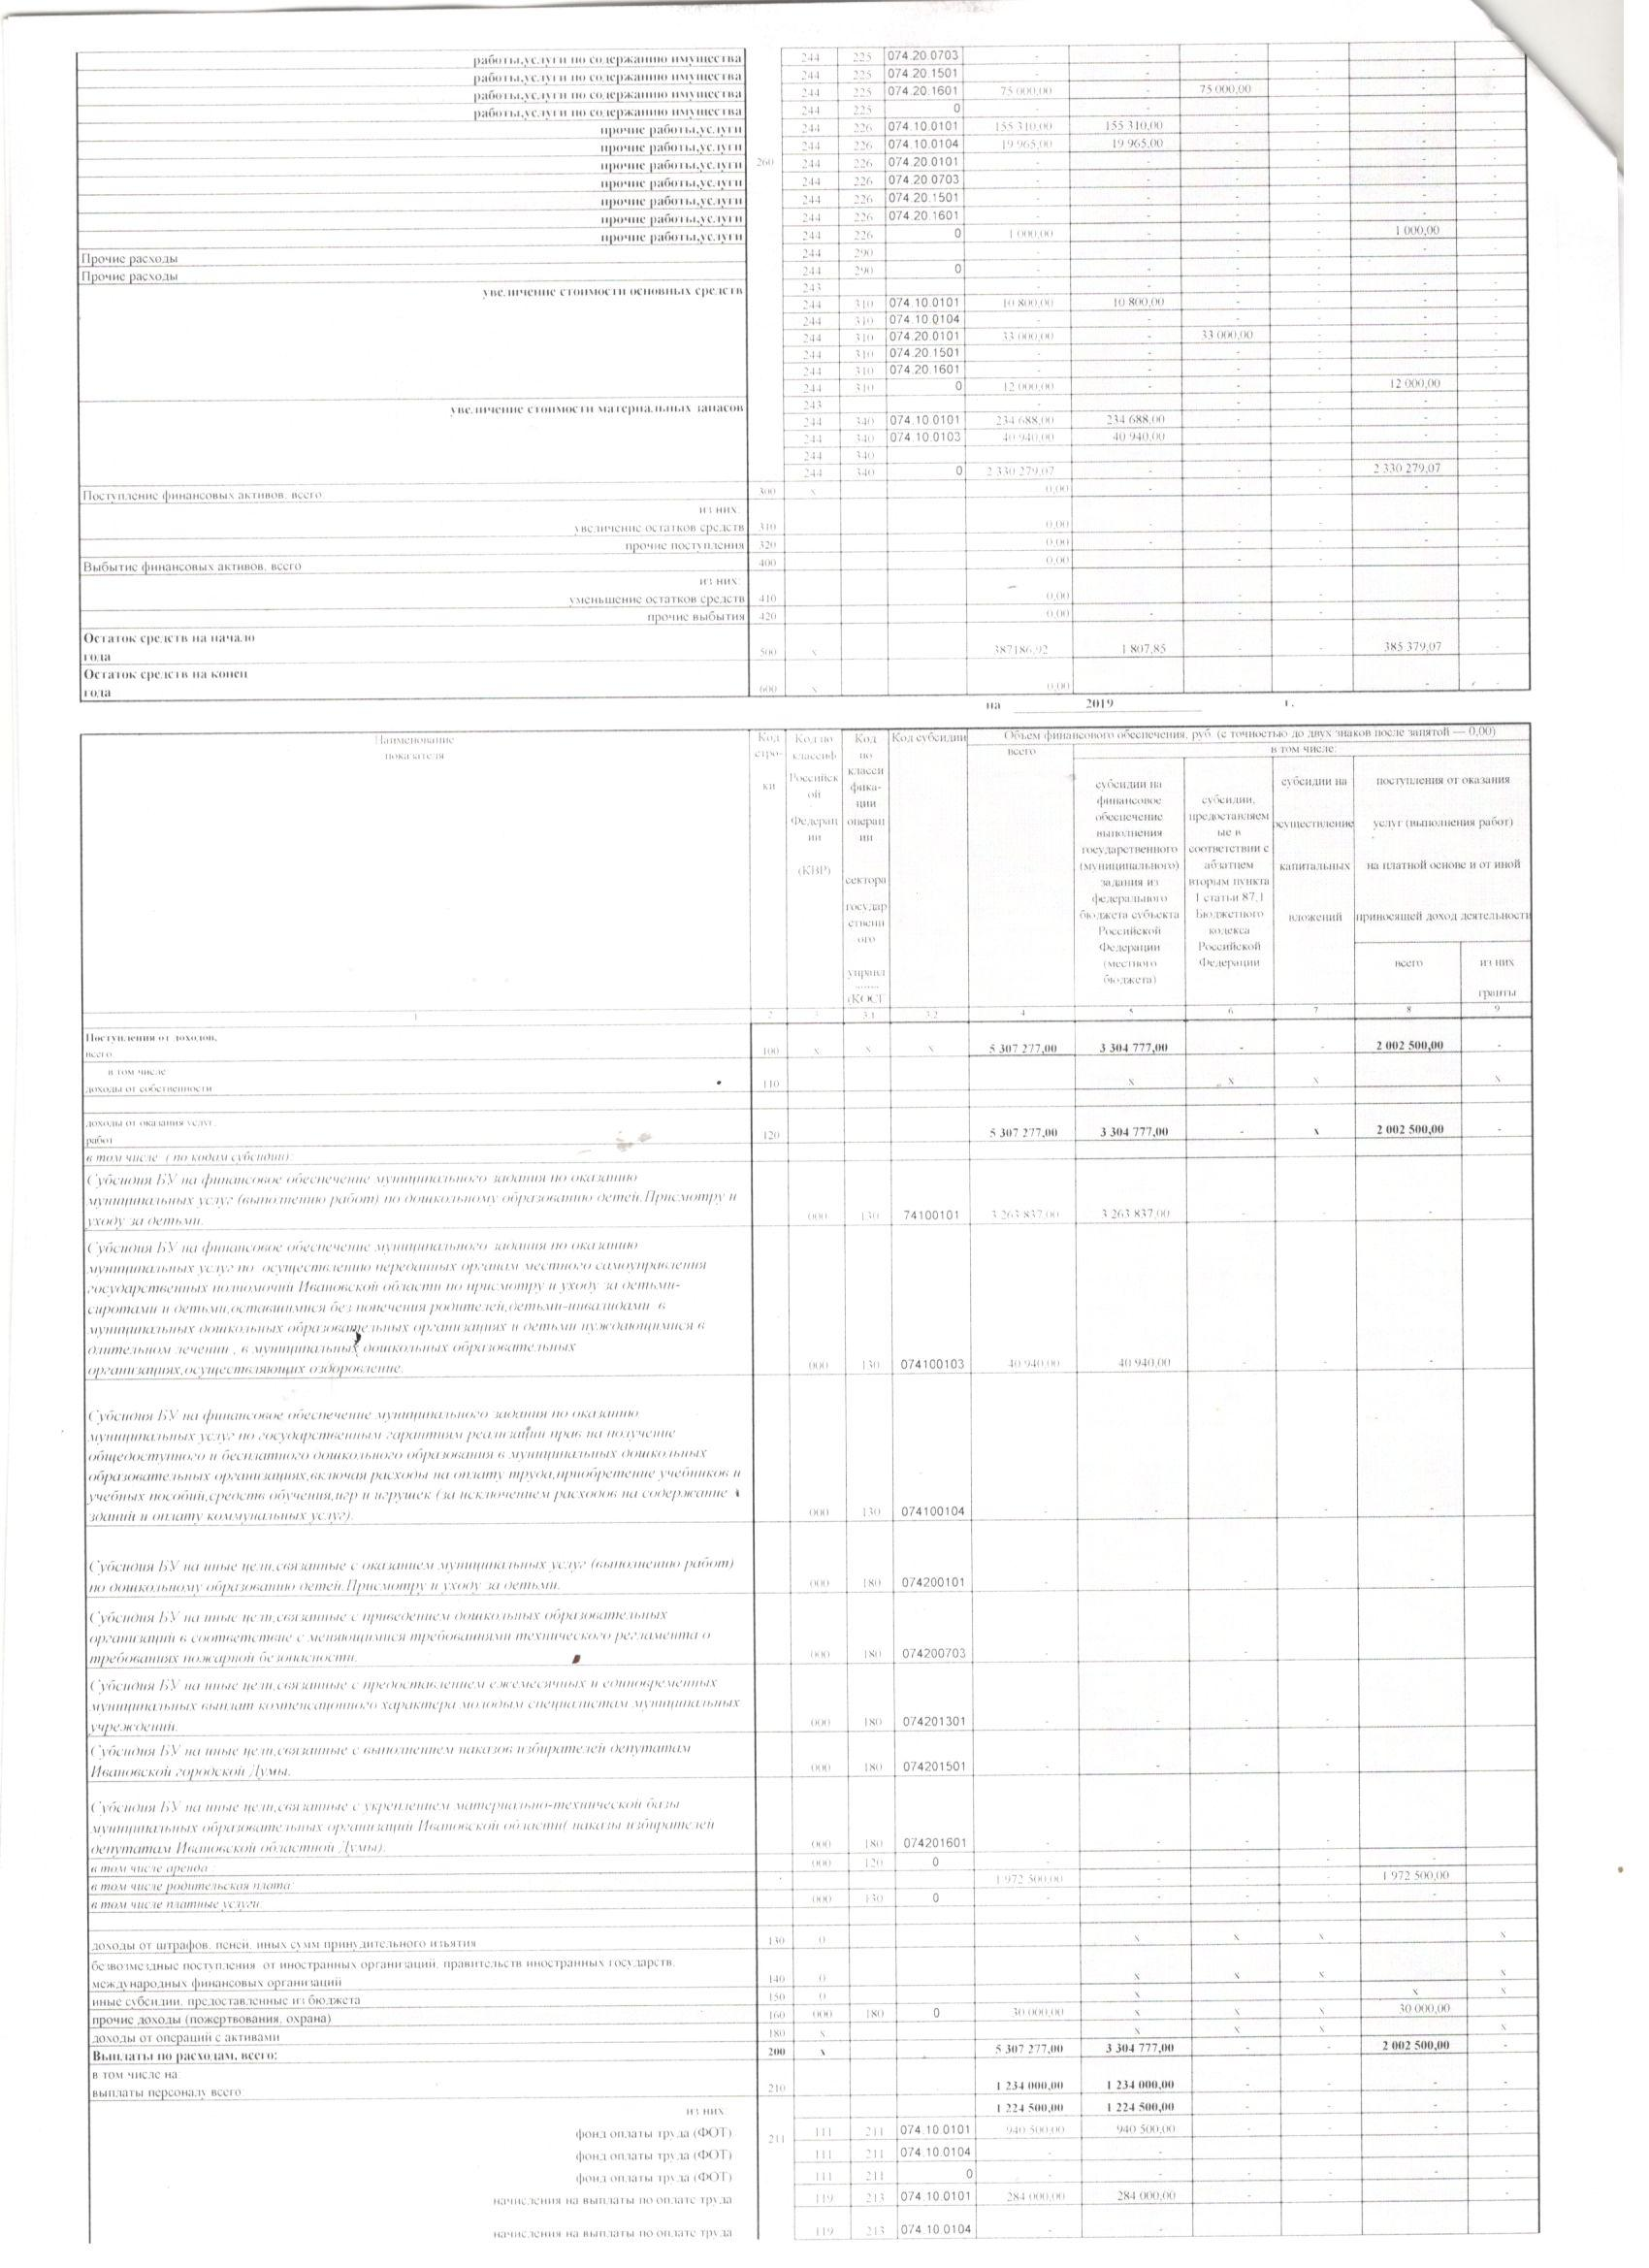 работы,услуги по содержанию имущества 244 225 074.20.0703 - - - - - -
работы,услуги по содержанию имущества 244 225 074.20.1501 - - - - - -
работы,услуги по содержанию имущества 244 225 074.20.1601 75 000,00 - 75 000,00 - - -
работы,услуги по содержанию имущества 244 225 0 - - - - - -
прочие работы,услуги 244 226 074.10.0101 155 310,00 155 310,00 - - - -
прочие работы,услуги 244 226 074.10.0104 19 965,00 19 965,00 - - - -
прочие работы,услуги 260 244 226 074.20.0101 - - - - - -
прочие работы,услуги 244 226 074.20.0703 - - - - - -
прочие работы,услуги 244 226 074.20.1501 - - - - - -
прочие работы,услуги 244 226 074.20.1601 - - - - - -
прочие работы,услуги 244 226 0 1 000,00 - - - 1 000,00 -
Прочие расходы 244 290 - - - - - -
Прочие расходы 244 290 0 - - - - - -
увеличение стоимости основных средств 243 - - - - - -
244 310 074.10.0101 10 800,00 10 800,00 - - - -
244 310 074.10.0104 - - - - - -
244 310 074.20.0101 33 000,00 - 33 000,00 - - -
244 310 074.20.1501 - - - - - -
244 310 074.20.1601 - - - - - -
244 310 0 12 000,00 - - - 12 000,00 -
увеличение стоимости материальных запасов 243 - - - - - -
244 340 074.10.0101 234 688,00 234 688,00 - - - -
244 340 074.10.0103 40 940,00 40 940,00 - - - -
244 340 - - - - -
244 340 0 2 330 279,07 - - - 2 330 279,07 -
Поступление финансовых активов, всего 300 x 0,00 - - - - -
из них:
увеличение остатков средств 310 0,00 - - - - -
прочие поступления 320 0,00 - - - - -
Выбытие финансовых активов, всего 400 0,00 - - - - -
из них:
уменьшение остатков средств 410 0,00 - - - - -
прочие выбытия 420 0,00 - - - - -
Остаток средств на начало
года 500 x 387186,92 1 807,85 - - 385 379,07 -
Остаток средств на конец
года 600 x 0,00 - - - - -
на 2019 г.
Наименование
показателя
Код
стро-
ки
Код по
классиф
Российск
ой
Федерац
ии
(КВР)
Код
по
класси
фика-
ции
операц
ии
сектора
государ
ственн
ого
управл
(КОСГ
Код субсидии
Объем финансового обеспечения, руб. (с точностью до двух знаков после запятой — 0,00)
всего
в том числе:
субсидии на
финансовое
обеспечение
выполнения
государственного
(муниципального)
задания из
федерального
бюджета субъекта
Российской
Федерации
(местного
бюджета)
субсидии,
предоставляем
ые в
соответствии с
абзацем
вторым пункта
1 статьи 87,1
Бюджетного
кодекса
Российской
Федерации
субсидии на
осуществление
капитальных
вложений
поступления от оказания
услуг (выполнения работ)
на платной основе и от иной
приносящей доход деятельности
всего
из них
гранты
1 2 3 3.1 3.2 4 5 6 7 8 9
Поступления от доходов,
всего: 100 x x x 5 307 277,00 3 304 777,00 - - 2 002 500,00 -
в том числе:
доходы от собственности 110 x x x x
доходы от оказания услуг,
работ 120 5 307 277,00 3 304 777,00 - x 2 002 500,00 -
в том числе ( по кодам субсидии):
Субсидия БУ на финансовое обеспечение муниципального задания по оказанию
муниципальных услуг (выполнению работ) по дошкольному образованию детей.Присмотру и
уходу за детьми. 000 130 74100101 3 263 837,00 3 263 837,00 - - -
Субсидия БУ на финансовое обеспечение муниципального задания по оказанию
муниципальных услуг по осуществлению переданных органам местного самоуправления
государственных полномочий Ивановской области по присмотру и уходу за детьми-
сиротами и детьми,оставшимися без попечения родителей,детьми-инвалидами в
муниципальных дошкольных образовательных организациях и детьми нуждающимися в
длительном лечении , в муниципальных дошкольных образовательных
организациях,осуществляющих оздоровление. 000 130 074100103 40 940,00 40 940,00 - - -
Субсидия БУ на финансовое обеспечение муниципального задания по оказанию
муниципальных услуг по государственным гарантиям реализации прав на получение
общедоступного и бесплатного дошкольного образования в муниципальных дошкольных
образовательных организациях,включая расходы на оплату труда,приобретение учебников и
учебных пособий,средств обучения,игр и игрушек (за исключением расходов на содержание
зданий и оплату коммунальных услуг). 000 130 074100104 - - - - -
Субсидия БУ на иные цели,связанные с оказанием муниципальных услуг (выполнению работ)
по дошкольному образованию детей.Присмотру и уходу за детьми. 000 180 074200101 - - - - -
Субсидия БУ на иные цели,связанные с приведением дошкольных образовательных
организаций в соответствие с меняющимися требованиями технического регламента о
требованиях пожарной безопасности. 000 180 074200703 - - - -
Субсидия БУ на иные цели,связанные с предоставлением ежемесячных и единовременных
муниципальных выплат компенсационного характера молодым специалистам муниципальных
учреждений. 000 180 074201301 - - - -
Субсидия БУ на иные цели,связанные с выполнением наказов избирателей депутатам
Ивановской городской Думы. 000 180 074201501 - - - -
Субсидия БУ на иные цели,связанные с укреплением материально-технической базы
муниципальных образовательных организаций Ивановской области( наказы избирателей
депутатам Ивановской областной Думы). 000 180 074201601 - - - -
в том числе аренда 000 120 0 - - - - -
в том числе родительская плата: 1 972 500,00 - - - 1 972 500,00
в том числе платные услуги: 000 130 0 - - - - -
доходы от штрафов, пеней, иных сумм принудительного изъятия 130 0 x x x x
безвозмездные поступления от иностранных организаций, правительств иностранных государств,
международных финансовых организаций 140 0 x x x x
иные субсидии, предоставленные из бюджета 150 0 x x x
прочие доходы (пожертвования, охрана) 160 000 180 0 30 000,00 x x x 30 000,00
доходы от операций с активами 180 x x x x x
Выплаты по расходам, всего: 200 x 5 307 277,00 3 304 777,00 - - 2 002 500,00 -
в том числе на:
выплаты персоналу всего 210 1 234 000,00 1 234 000,00 - - - -
из них 1 224 500,00 1 224 500,00 - - - -
фонд оплаты труда (ФОТ) 211 111 211 074.10.0101 940 500,00 940 500,00 - - - -
фонд оплаты труда (ФОТ) 111 211 074.10.0104 - - - - - -
фонд оплаты труда (ФОТ) 111 211 0 - - - - - -
начисления на выплаты по оплате труда 119 213 074.10.0101 284 000,00 284 000,00 - - - -
начисления на выплаты по оплате труда 119 213 074.10.0104 - - - - - -